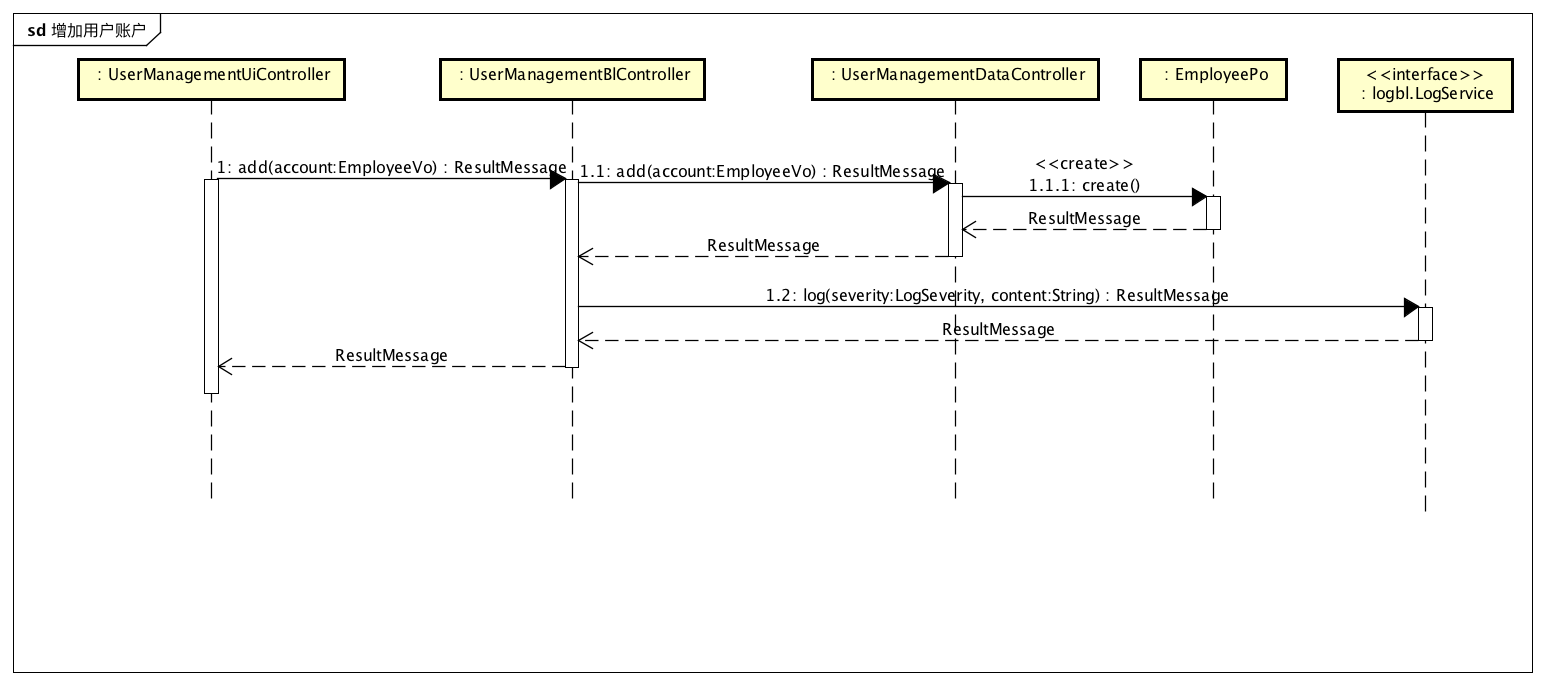 sd 增加用户账户
: UserManagementUiController
: UserManagementBlController
: UserManagementDataController
: EmployeePo
<<interface>>
: logbl.LogService
1: add(account:EmployeeVo) : ResultMessage
1.1: add(account:EmployeeVo) : ResultMessage
<<create>>
1.1.1: create()
ResultMessage
ResultMessage
1.2: log(severity:LogSeverity, content:String) : ResultMessage
ResultMessage
ResultMessage